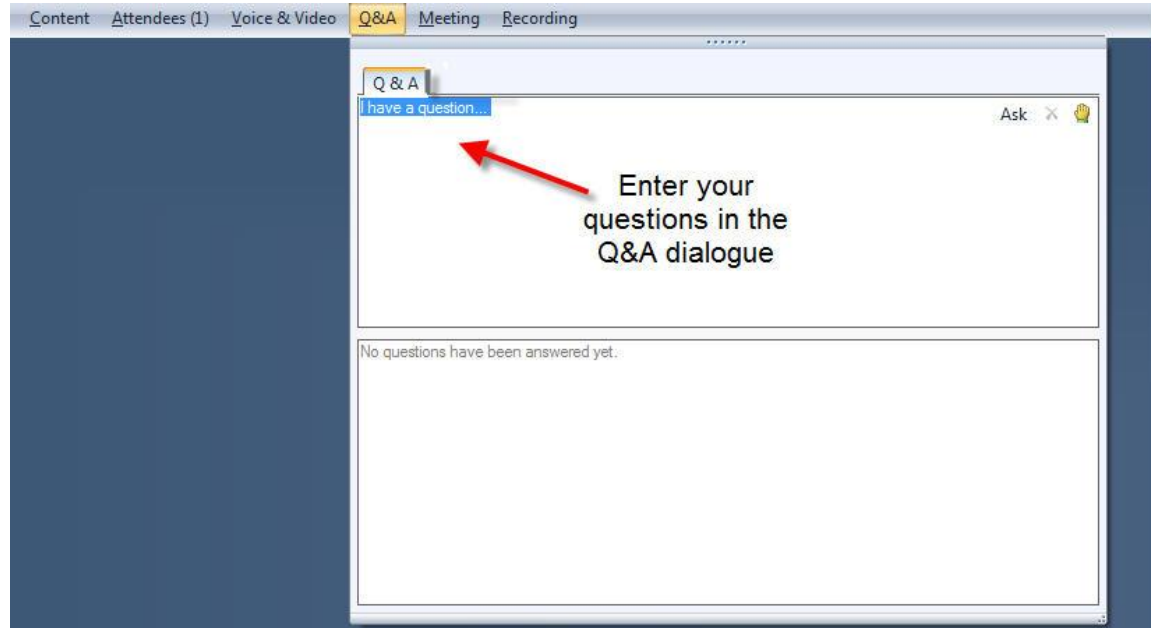 Content Attendees (1) Voice & Video Q&A Meeting Recording
Q & A
I have a question...
Ask
Enter your
questions in the
Q&A dialogue
No questions have been answered yet.